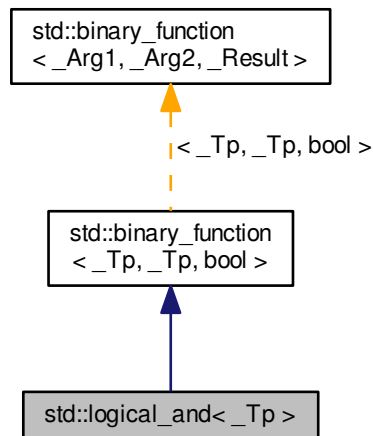 std::binary_function
< _Arg1, _Arg2, _Result >
< _Tp, _Tp, bool >
std::binary_function
< _Tp, _Tp, bool >
std::logical_and< _Tp >